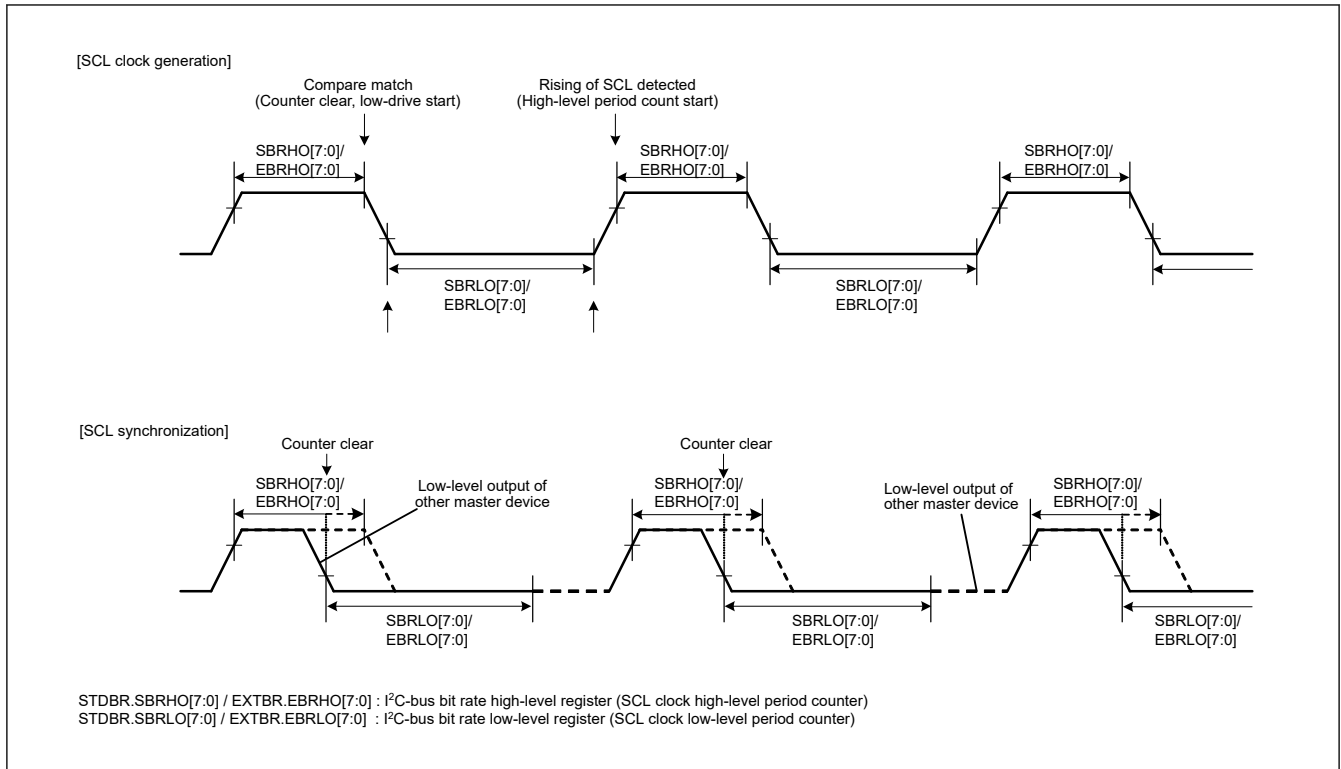 [SCL clock generation]
Compare match
(Counter clear, low-drive start)
Rising of SCL detected
(High-level period count start)
SBRHO[7:0]/
EBRHO[7:0]
SBRHO[7:0]/
EBRHO[7:0]
SBRHO[7:0]/
EBRHO[7:0]
SBRLO[7:0]/
EBRLO[7:0]
SBRLO[7:0]/
EBRLO[7:0]
[SCL synchronization]
Counter clear
Counter clear
SBRHO[7:0]/
EBRHO[7:0]
Low-level output of
other master device
SBRHO[7:0]/
EBRHO[7:0]
Low-level output of
other master device
SBRHO[7:0]/
EBRHO[7:0]
SBRLO[7:0]/
EBRLO[7:0]
SBRLO[7:0]/
EBRLO[7:0]
SBRLO[7:0]/
EBRLO[7:0]
STDBR.SBRHO[7:0] / EXTBR.EBRHO[7:0] : I²C-bus bit rate high-level register (SCL clock high-level period counter)
STDBR.SBRLO[7:0] / EXTBR.EBRLO[7:0] : I²C-bus bit rate low-level register (SCL clock low-level period counter)